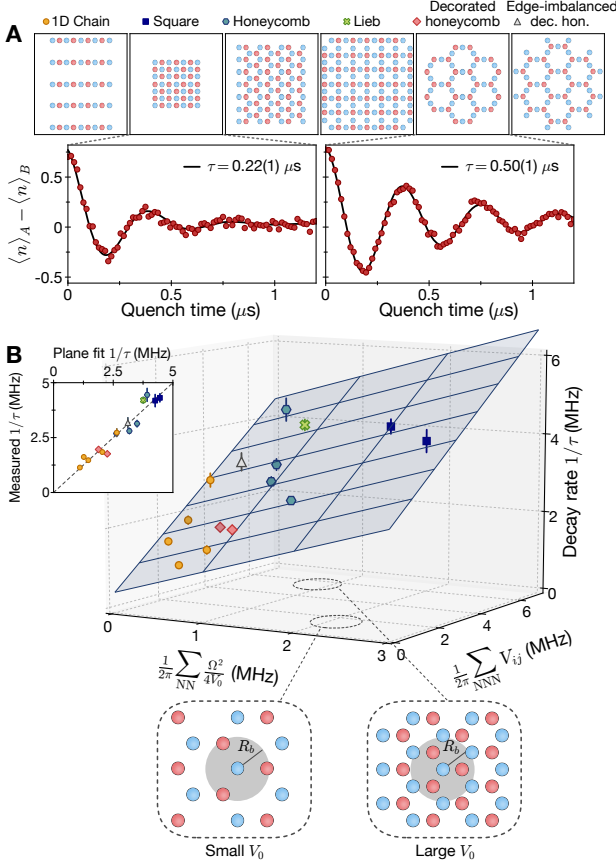 1D Chain
Square
Honeycomb
Lieb
Decorated honeycomb
Edge-imbalanced dec. hon.
A
⟨n⟩A − ⟨n⟩B
0.5
0
-0.5
τ = 0.22(1) μs
0 0.5 1
Quench time (μs)
τ = 0.50(1) μs
0 0.5 1
Quench time (μs)
B
Plane fit 1/τ (MHz)
0 2.5 5
Measured 1/τ (MHz)
5
2.5
0
6
4
2
0
Decay rate 1/τ (MHz)
0 1 2 3
0 2 4 6
1/2π ∑NN Ω²/4V₀ (MHz)
1/2π ∑NNN Vij (MHz)
Rb
Small V₀
Rb
Large V₀